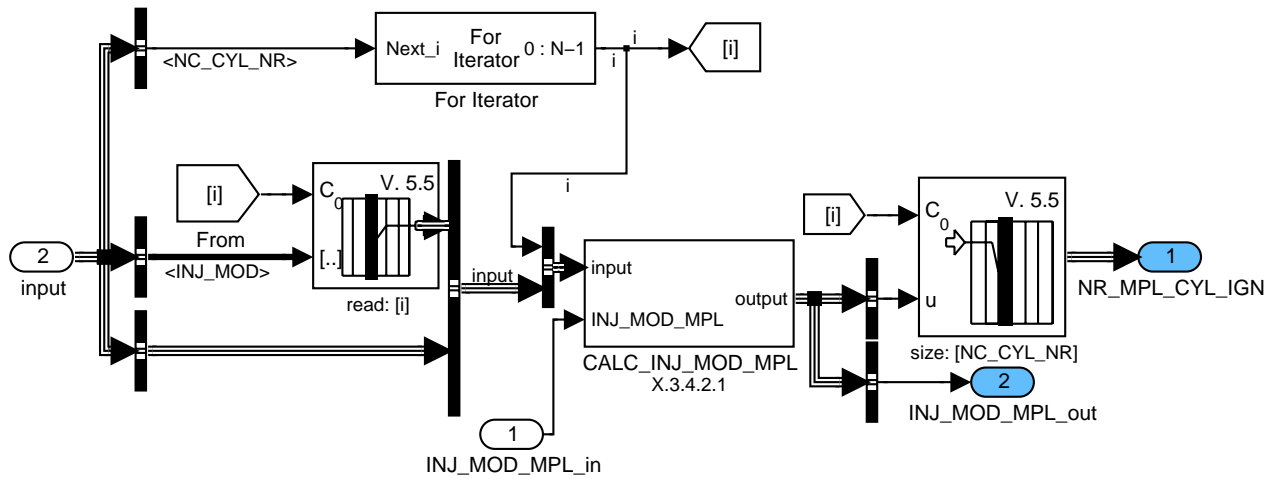 Next_i
For
Iterator
0 : N−1
i
i
[i]
<NC_CYL_NR>
For Iterator
i
[i]
From
C
0
V. 5.5
[..]
read: [i]
2
input
<INJ_MOD>
input
input
output
INJ_MOD_MPL
CALC_INJ_MOD_MPL
X.3.4.2.1
1
INJ_MOD_MPL_in
[i]
C
0
V. 5.5
u
size: [NC_CYL_NR]
1
NR_MPL_CYL_IGN
2
INJ_MOD_MPL_out